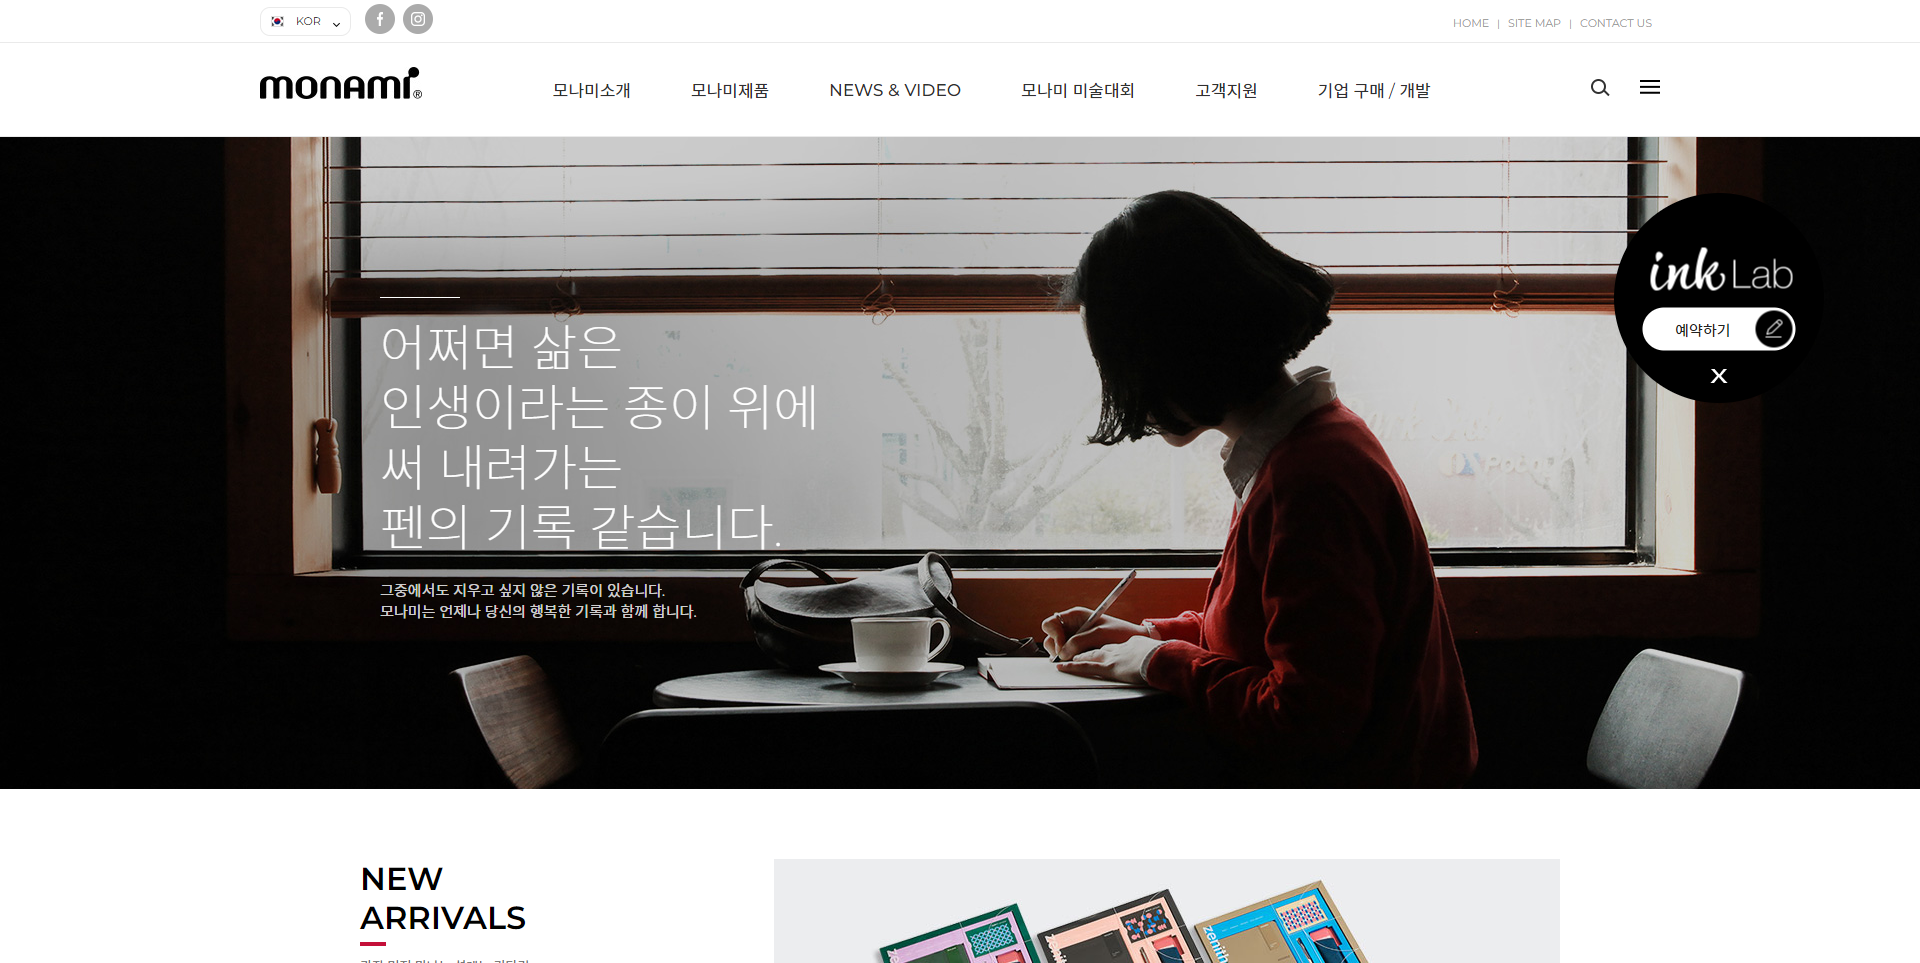 KOR
HOME | SITE MAP | CONTACT US
monami®
모나미소개
모나미제품
NEWS & VIDEO
모나미 미술대회
고객지원
기업 구매 / 개발
ink Lab
예약하기
X
어쩌면 삶은
인생이라는 종이 위에
써 내려가는
펜의 기록 같습니다.
그중에서도 지우고 싶지 않은 기록이 있습니다.
모나미는 언제나 당신의 행복한 기록과 함께 합니다.
NEW
ARRIVALS
zenith